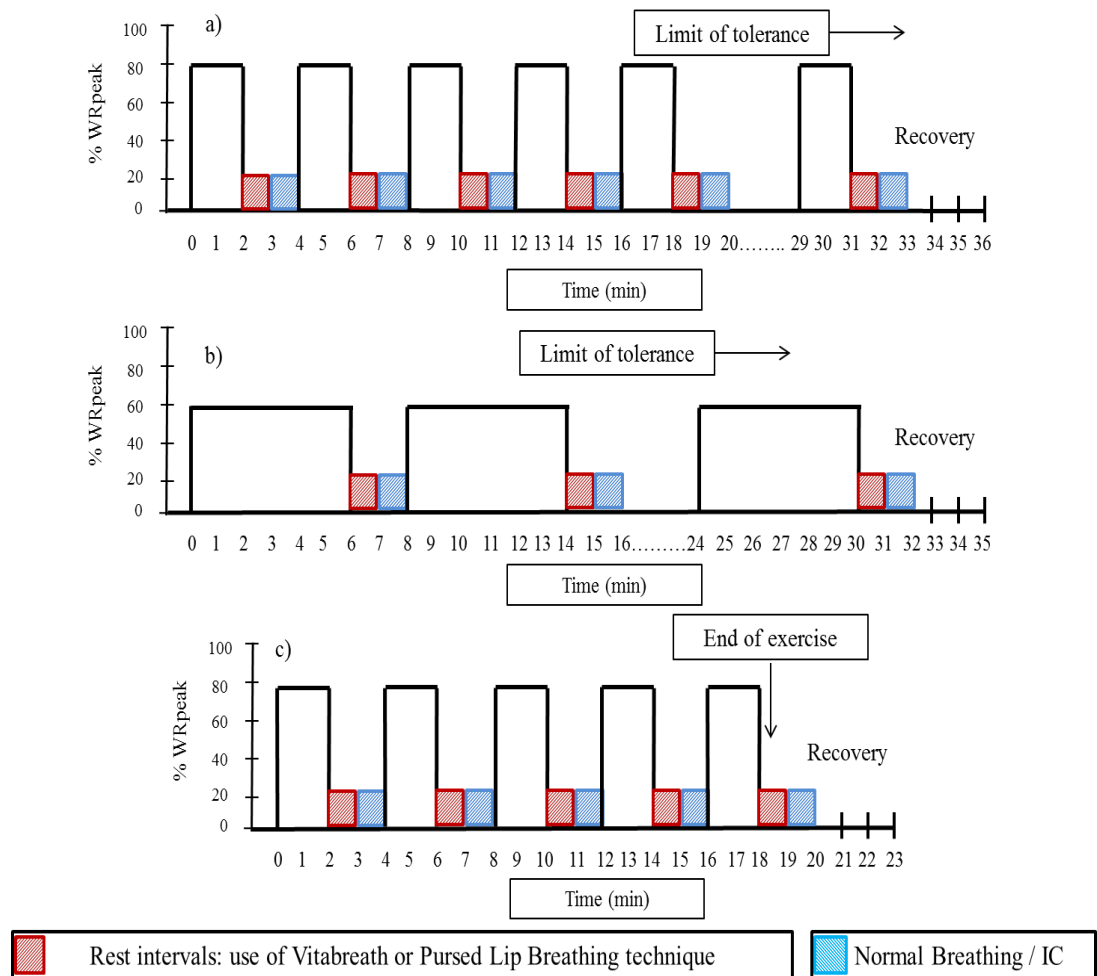 a)
Limit of tolerance
% WRpeak
100
80
60
40
20
0
Recovery
0 1 2 3 4 5 6 7 8 9 10 11 12 13 14 15 16 17 18 19 20........ 29 30 31 32 33 34 35 36
Time (min)
b)
Limit of tolerance
% WRpeak
100
80
60
40
20
0
Recovery
0 1 2 3 4 5 6 7 8 9 10 11 12 13 14 15 16.........24 25 26 27 28 29 30 31 32 33 34 35
Time (min)
c)
End of exercise
% WRpeak
100
80
60
40
20
0
Recovery
0 1 2 3 4 5 6 7 8 9 10 11 12 13 14 15 16 17 18 19 20 21 22 23
Time (min)
Rest intervals: use of Vitabreath or Pursed Lip Breathing technique
Normal Breathing / IC